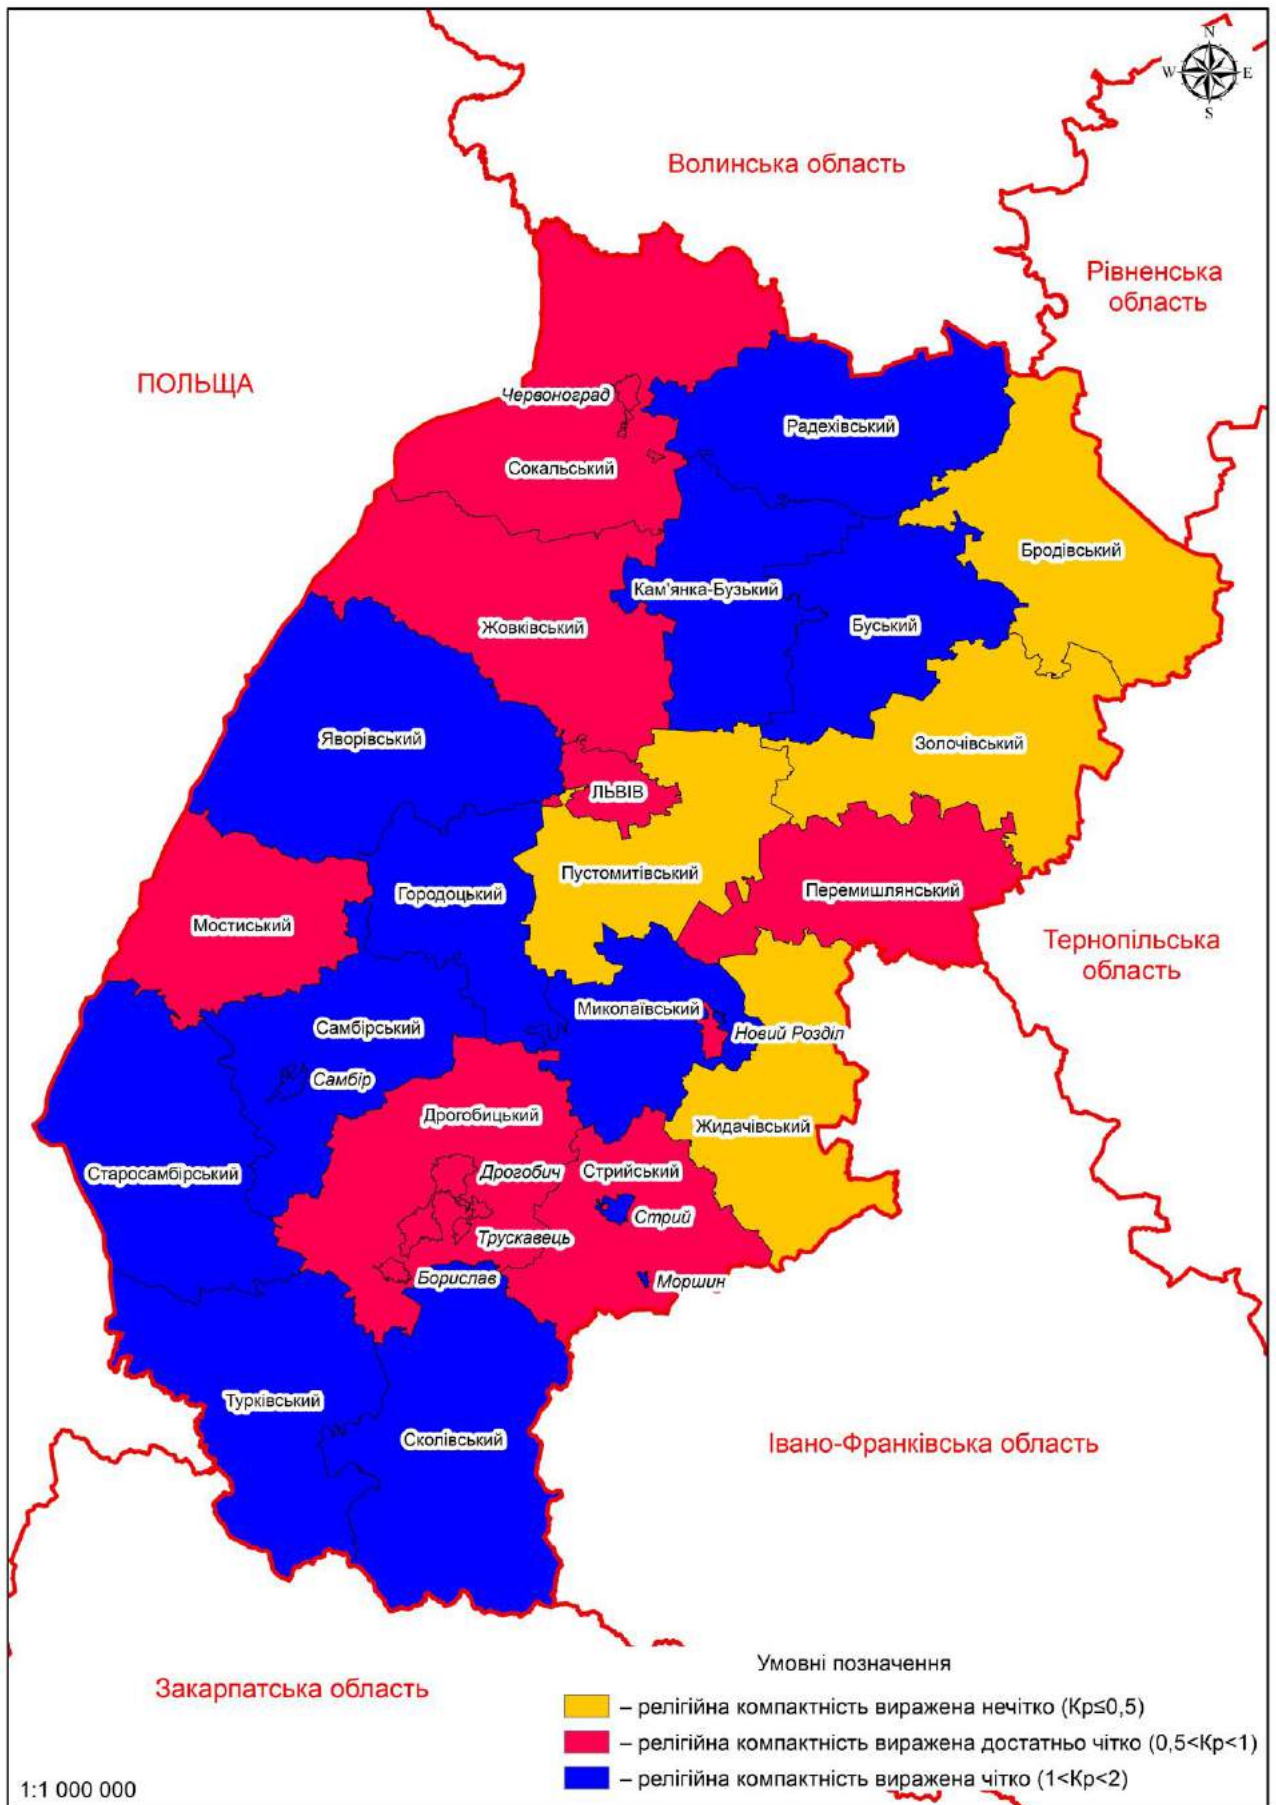 N
W E
S
Волинська область
Рівненська
область
ПОЛЬЩА
Червоноград
Радехівський
Сокальський
Бродівський
Кам'янка-Бузький
Жовківський
Буський
Яворівський
Золочівський
ЛЬВІВ
Пустомитівський
Городоцький
Перемишлянський
Мостиський
Тернопільська
область
Миколаївський
Самбірський
Новий Розділ
Самбір
Дрогобицький
Жидачівський
Старосамбірський
Дрогобич
Стрийський
Стрий
Трускавець
Борислав
Моршин
Турківський
Сколівський
Івано-Франківська область
Закарпатська область
Умовні позначення
– релігійна компактність виражена нечітко (Кр≤0,5)
– релігійна компактність виражена достатньо чітко (0,5<Кр<1)
– релігійна компактність виражена чітко (1<Кр<2)
1:1 000 000